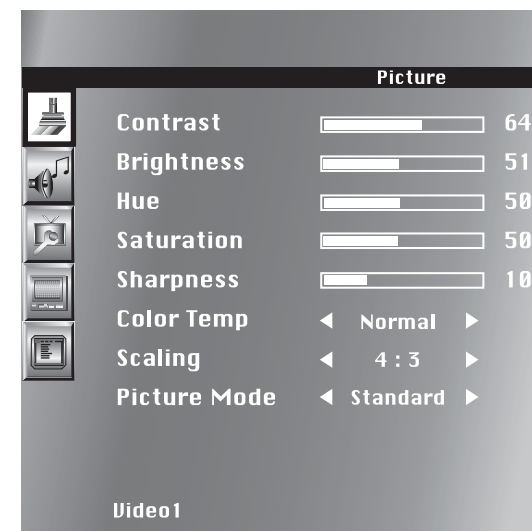 Picture
Contrast 64
Brightness 51
Hue 50
Saturation 50
Sharpness 10
Color Temp Normal
Scaling 4 : 3
Picture Mode Standard
Video1